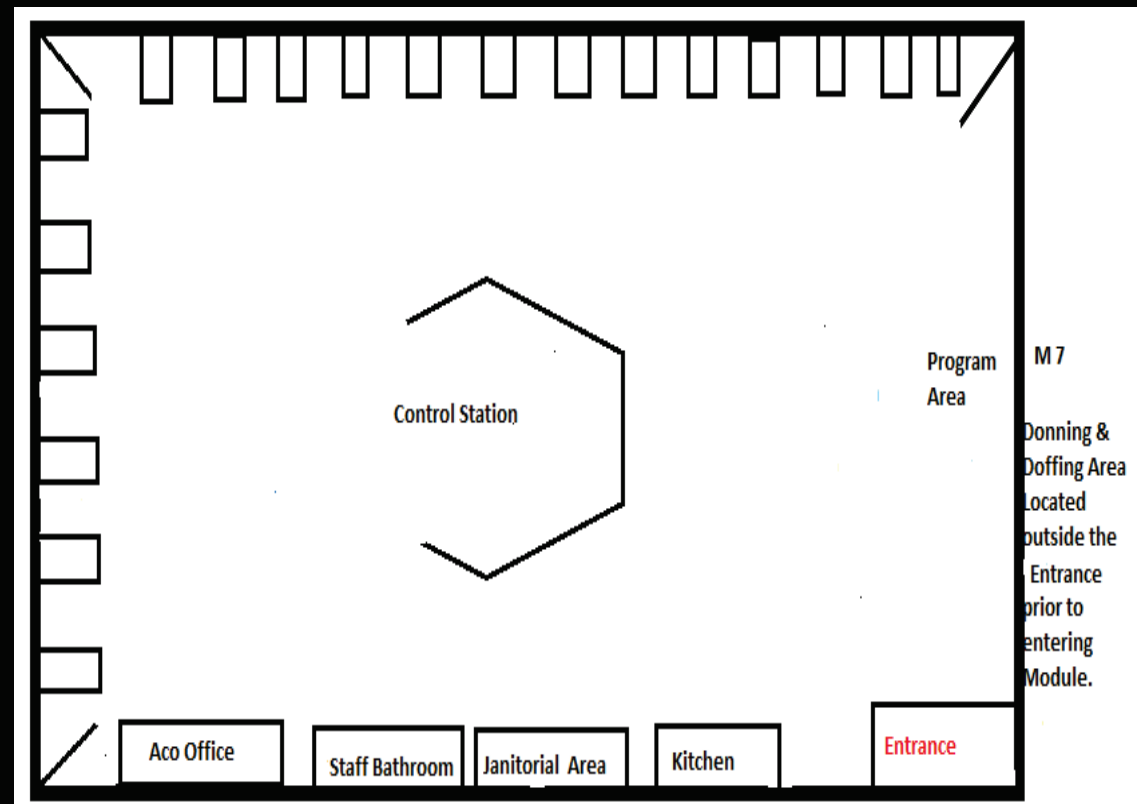 Program
Area
M 7
Control Station
Donning &
Doffing Area
Located
outside the
Entrance
prior to
entering
Module.
Aco Office
Staff Bathroom
Janitorial Area
Kitchen
Entrance